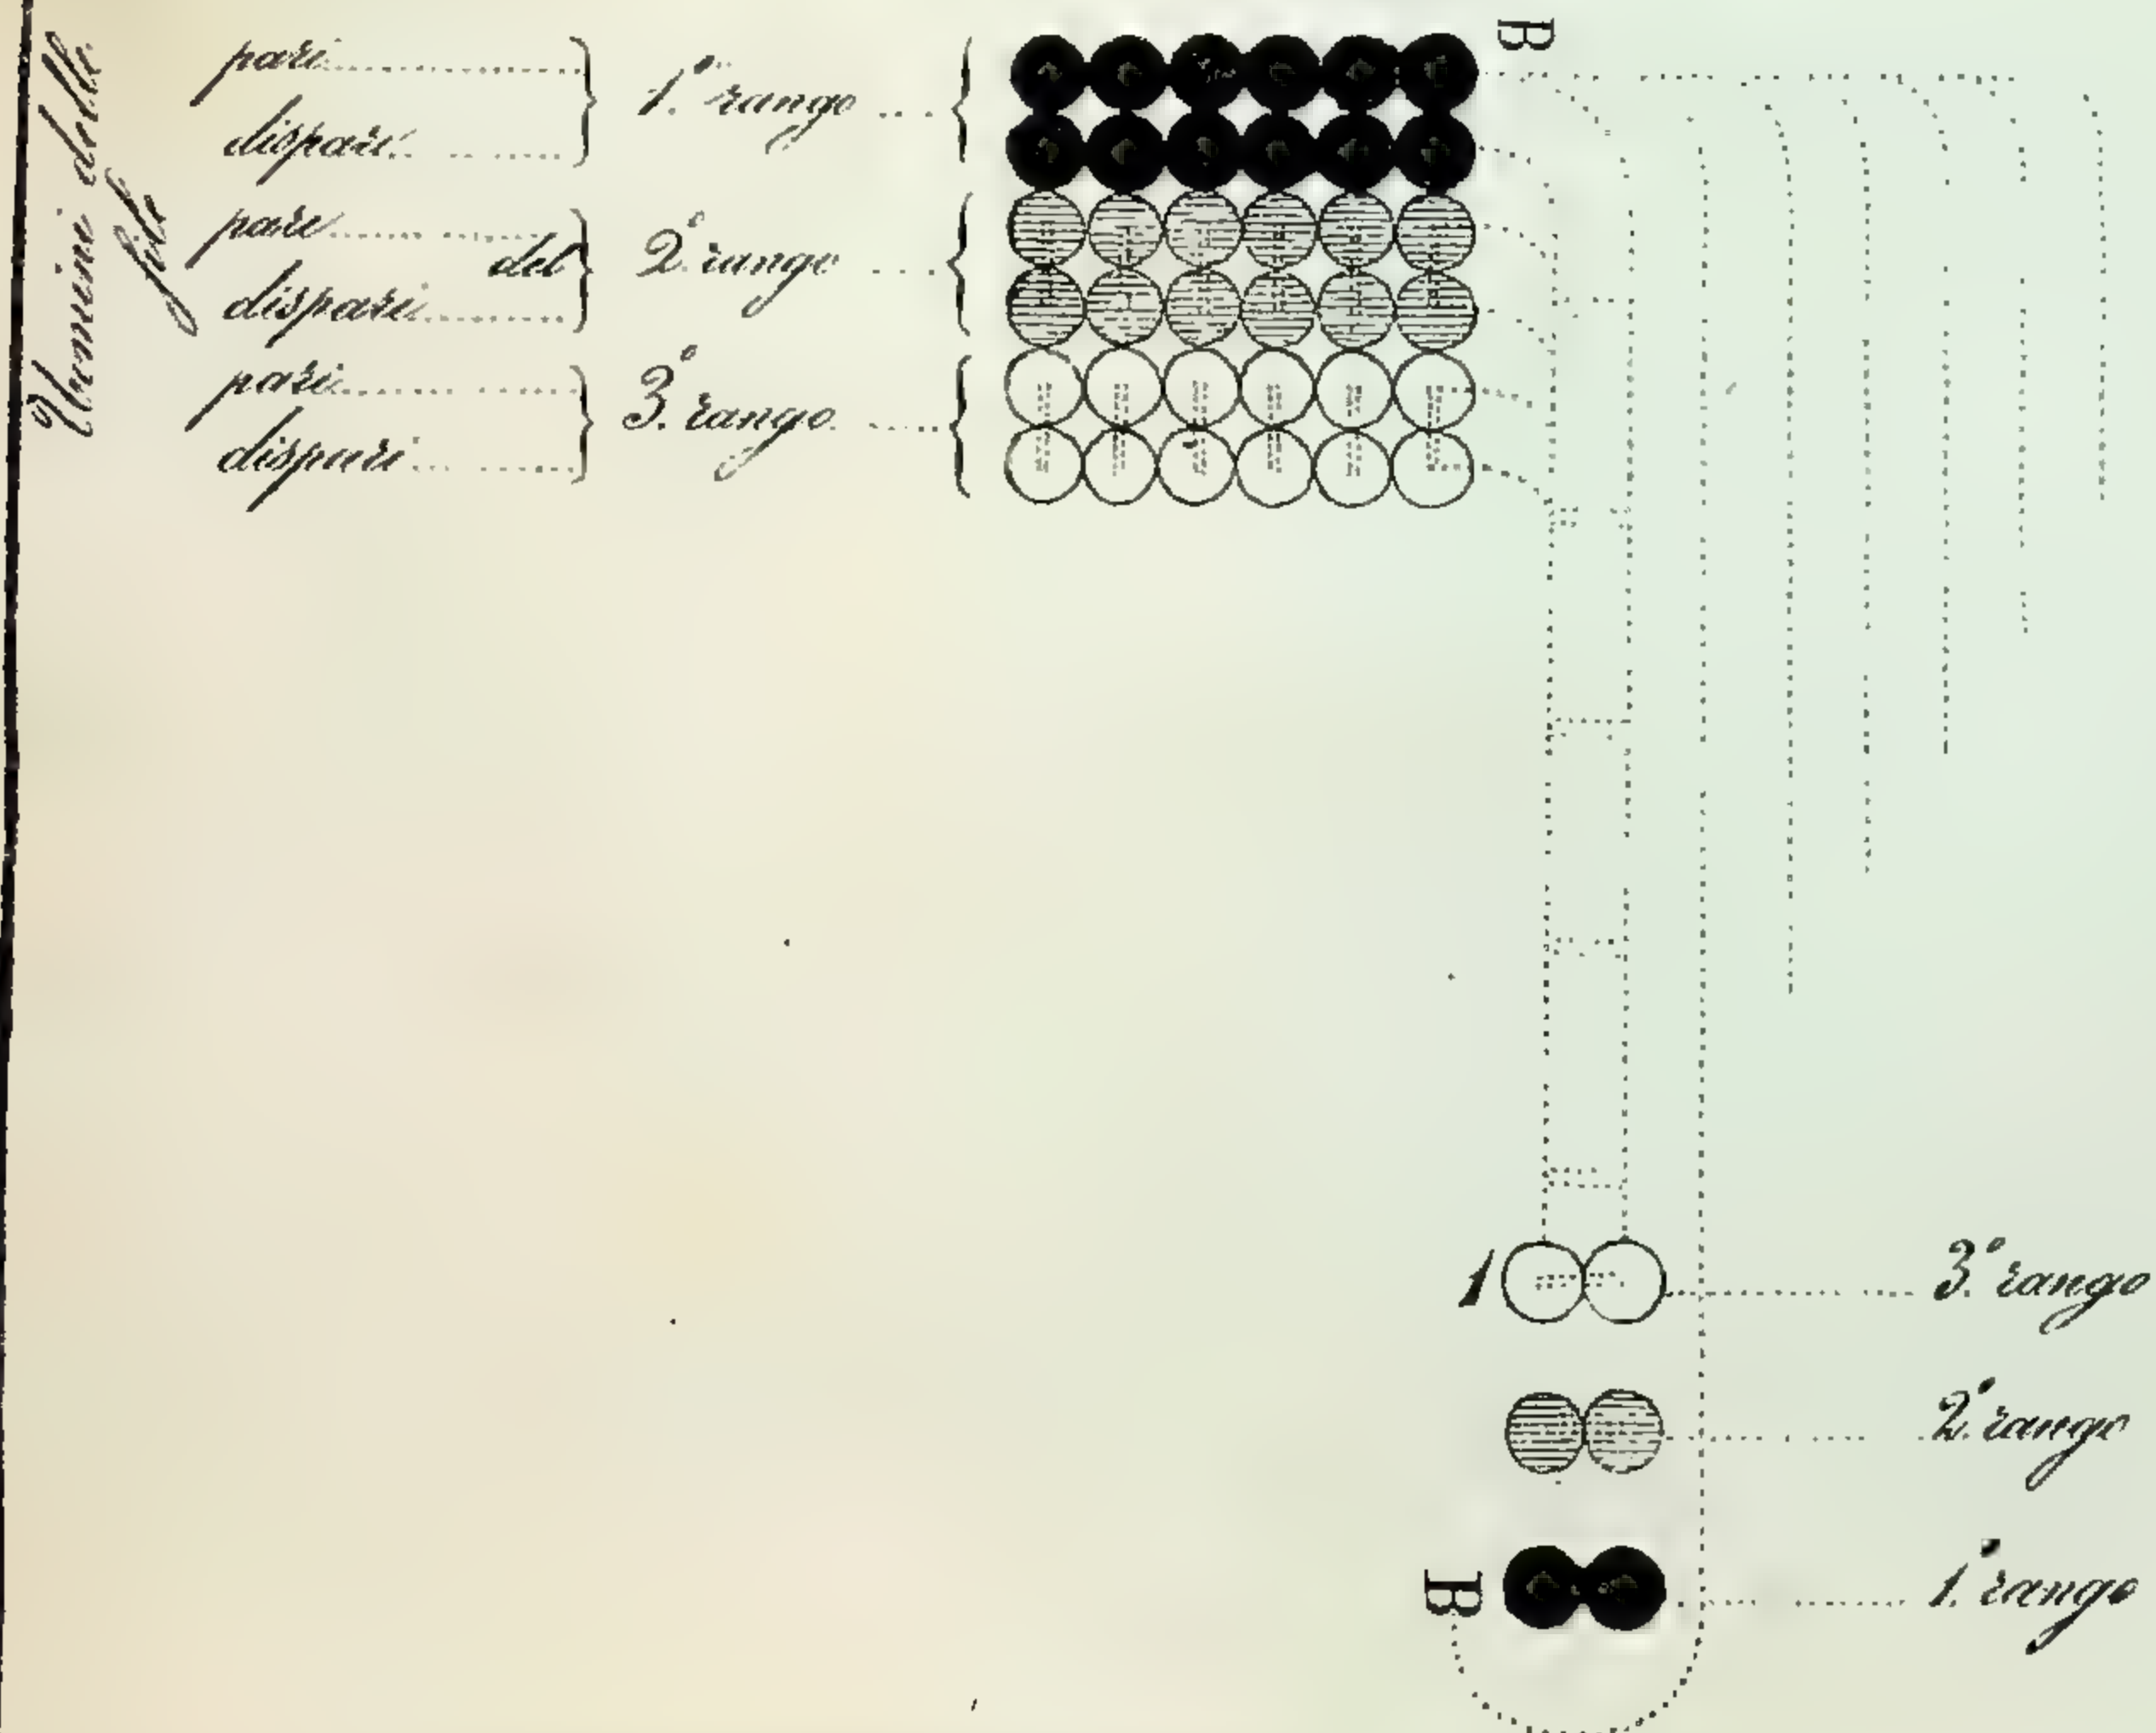 Uomini delle
file
B
pari
1.° rango
dispari
pari
del
2.° rango
dispari
pari
3.° rango
dispari
1
3.° rango
2.° rango
B
1.° rango